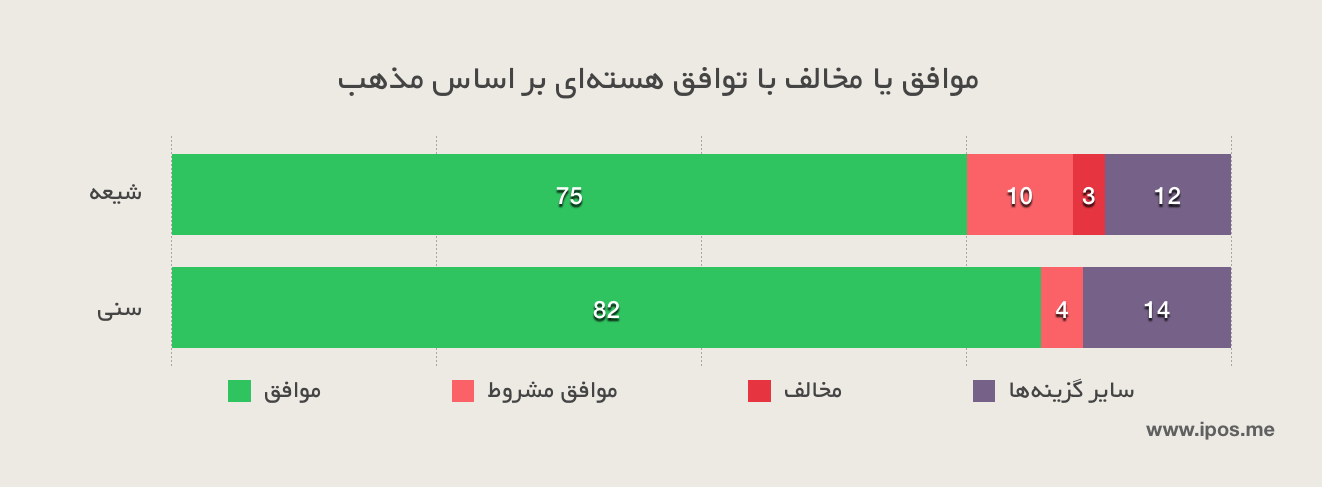 موافق یا مخالف با توافق هسته‌ای بر اساس مذهب
شیعه 75 10 3 12
سنی 82 4 14
موافق موافق مشروط مخالف سایر گزینه‌ها
www.ipos.me